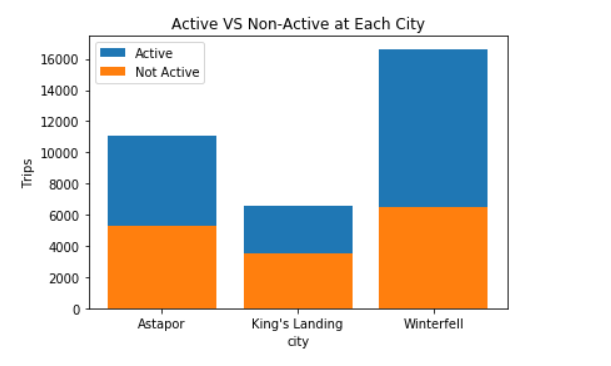 Active VS Non-Active at Each City
Active
Not Active
16000
14000
12000
10000
8000
6000
4000
2000
0
Trips
Astapor King's Landing Winterfell
city